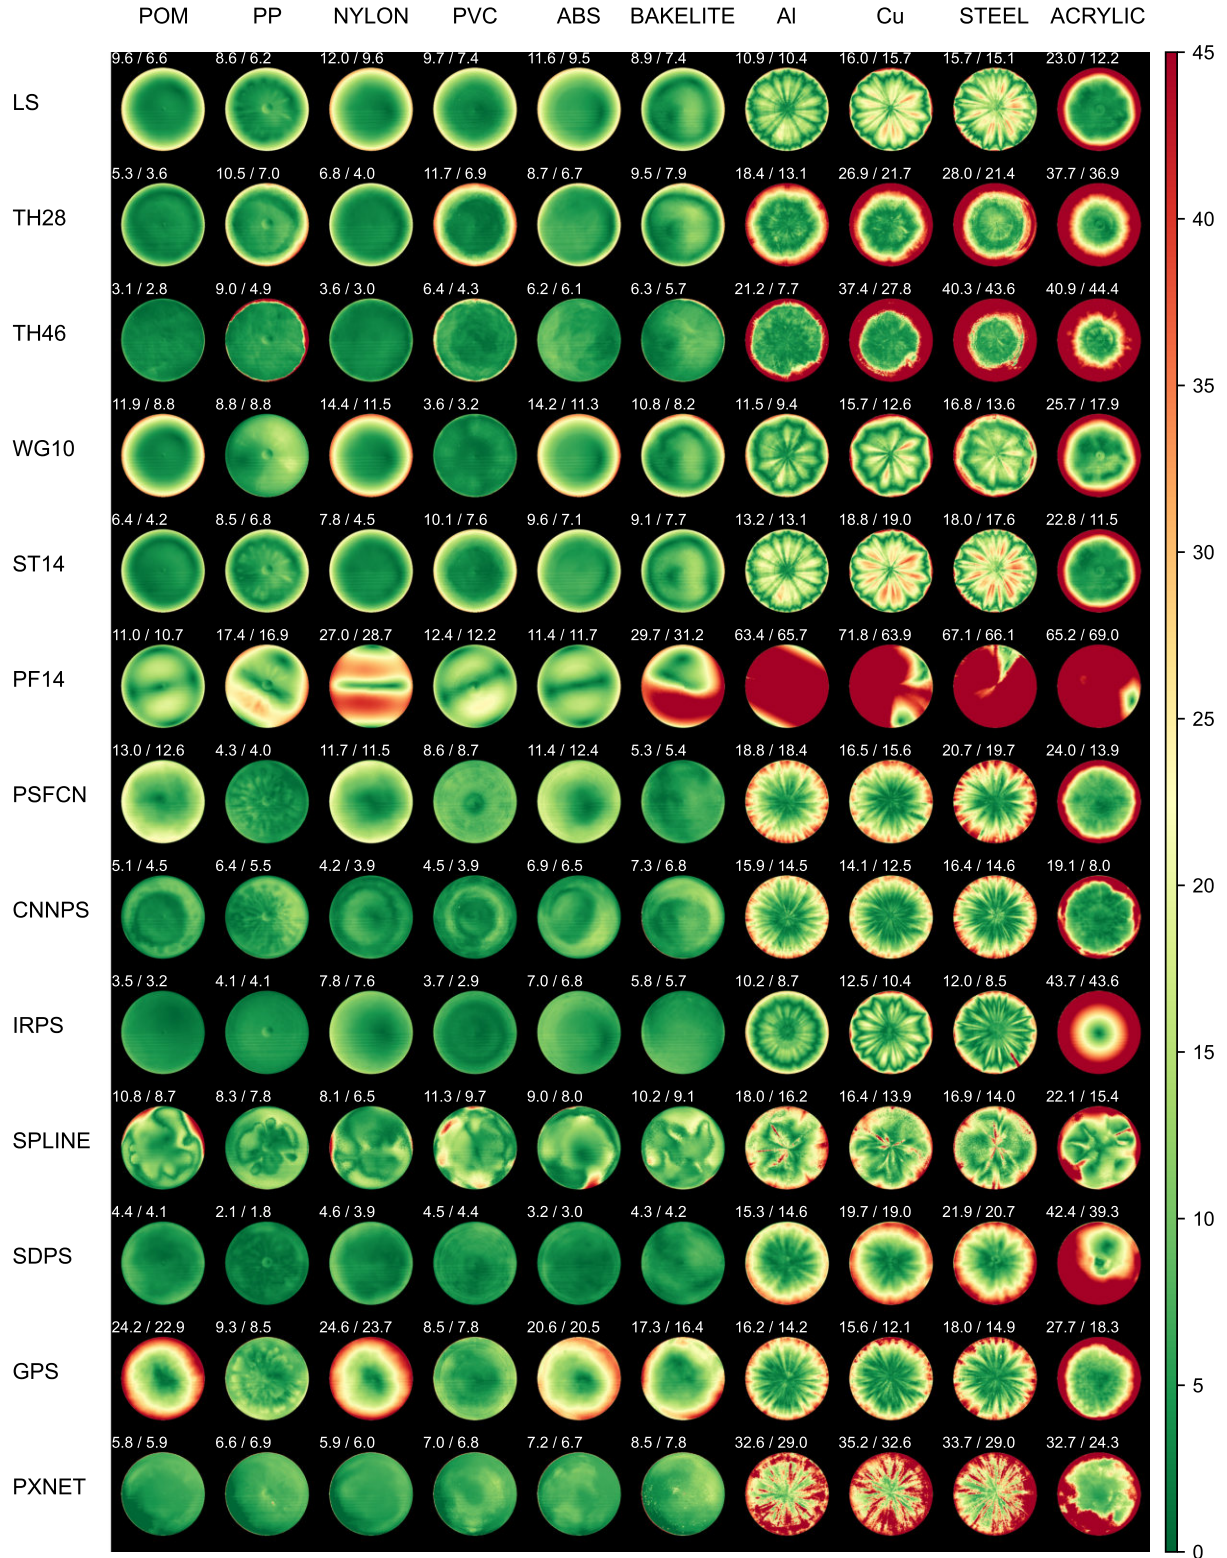 POM PP NYLON PVC ABS BAKELITE Al Cu STEEL ACRYLIC
LS 9.6 / 6.6 8.6 / 6.2 12.0 / 9.6 9.7 / 7.4 11.6 / 9.5 8.9 / 7.4 10.9 / 10.4 16.0 / 15.7 15.7 / 15.1 23.0 / 12.2
TH28 5.3 / 3.6 10.5 / 7.0 6.8 / 4.0 11.7 / 6.9 8.7 / 6.7 9.5 / 7.9 18.4 / 13.1 26.9 / 21.7 28.0 / 21.4 37.7 / 36.9
TH46 3.1 / 2.8 9.0 / 4.9 3.6 / 3.0 6.4 / 4.3 6.2 / 6.1 6.3 / 5.7 21.2 / 7.7 37.4 / 27.8 40.3 / 43.6 40.9 / 44.4
WG10 11.9 / 8.8 8.8 / 8.8 14.4 / 11.5 3.6 / 3.2 14.2 / 11.3 10.8 / 8.2 11.5 / 9.4 15.7 / 12.6 16.8 / 13.6 25.7 / 17.9
ST14 6.4 / 4.2 8.5 / 6.8 7.8 / 4.5 10.1 / 7.6 9.6 / 7.1 9.1 / 7.7 13.2 / 13.1 18.8 / 19.0 18.0 / 17.6 22.8 / 11.5
PF14 11.0 / 10.7 17.4 / 16.9 27.0 / 28.7 12.4 / 12.2 11.4 / 11.7 29.7 / 31.2 63.4 / 65.7 71.8 / 63.9 67.1 / 66.1 65.2 / 69.0
PSFCN 13.0 / 12.6 4.3 / 4.0 11.7 / 11.5 8.6 / 8.7 11.4 / 12.4 5.3 / 5.4 18.8 / 18.4 16.5 / 15.6 20.7 / 19.7 24.0 / 13.9
CNNPS 5.1 / 4.5 6.4 / 5.5 4.2 / 3.9 4.5 / 3.9 6.9 / 6.5 7.3 / 6.8 15.9 / 14.5 14.1 / 12.5 16.4 / 14.6 19.1 / 8.0
IRPS 3.5 / 3.2 4.1 / 4.1 7.8 / 7.6 3.7 / 2.9 7.0 / 6.8 5.8 / 5.7 10.2 / 8.7 12.5 / 10.4 12.0 / 8.5 43.7 / 43.6
SPLINE 10.8 / 8.7 8.3 / 7.8 8.1 / 6.5 11.3 / 9.7 9.0 / 8.0 10.2 / 9.1 18.0 / 16.2 16.4 / 13.9 16.9 / 14.0 22.1 / 15.4
SDPS 4.4 / 4.1 2.1 / 1.8 4.6 / 3.9 4.5 / 4.4 3.2 / 3.0 4.3 / 4.2 15.3 / 14.6 19.7 / 19.0 21.9 / 20.7 42.4 / 39.3
GPS 24.2 / 22.9 9.3 / 8.5 24.6 / 23.7 8.5 / 7.8 20.6 / 20.5 17.3 / 16.4 16.2 / 14.2 15.6 / 12.1 18.0 / 14.9 27.7 / 18.3
PXNET 5.8 / 5.9 6.6 / 6.9 5.9 / 6.0 7.0 / 6.8 7.2 / 6.7 8.5 / 7.8 32.6 / 29.0 35.2 / 32.6 33.7 / 29.0 32.7 / 24.3
45
40
35
30
25
20
15
10
5
0